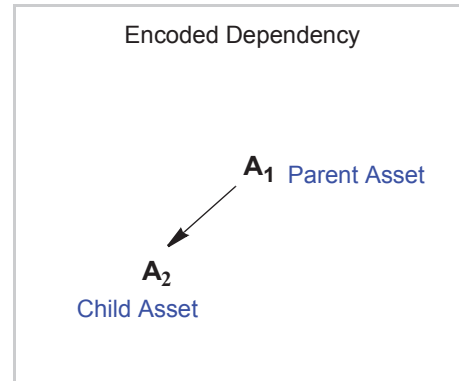 Encoded Dependency
A₁ Parent Asset
A₂
Child Asset